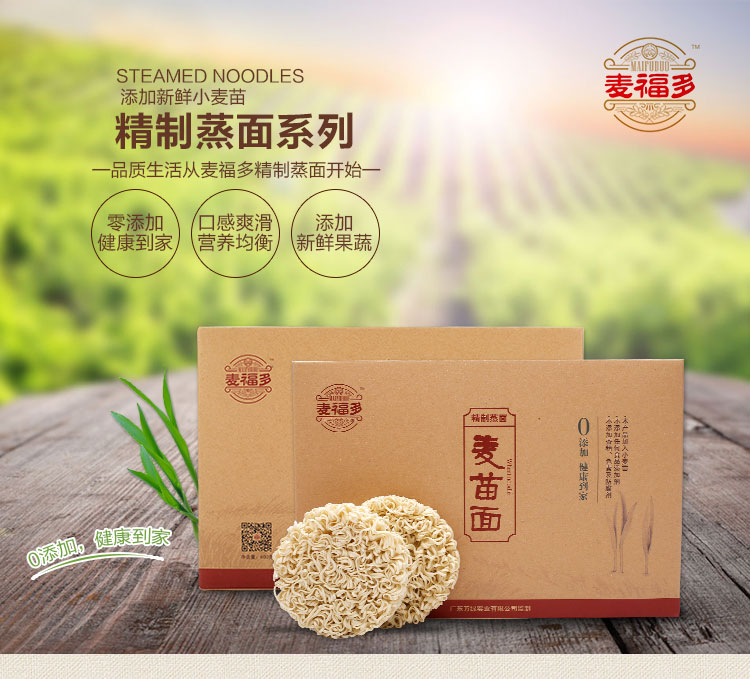 STEAMED NOODLES
添加新鲜小麦苗
精制蒸面系列
—品质生活从麦福多精制蒸面开始—
零添加
健康到家
口感爽滑
营养均衡
添加
新鲜果蔬
MAIFUDUO
麦福多
TM
麦福多
麦福多
精制蒸面
麦苗面
0添加 健康到家
0添加，健康到家